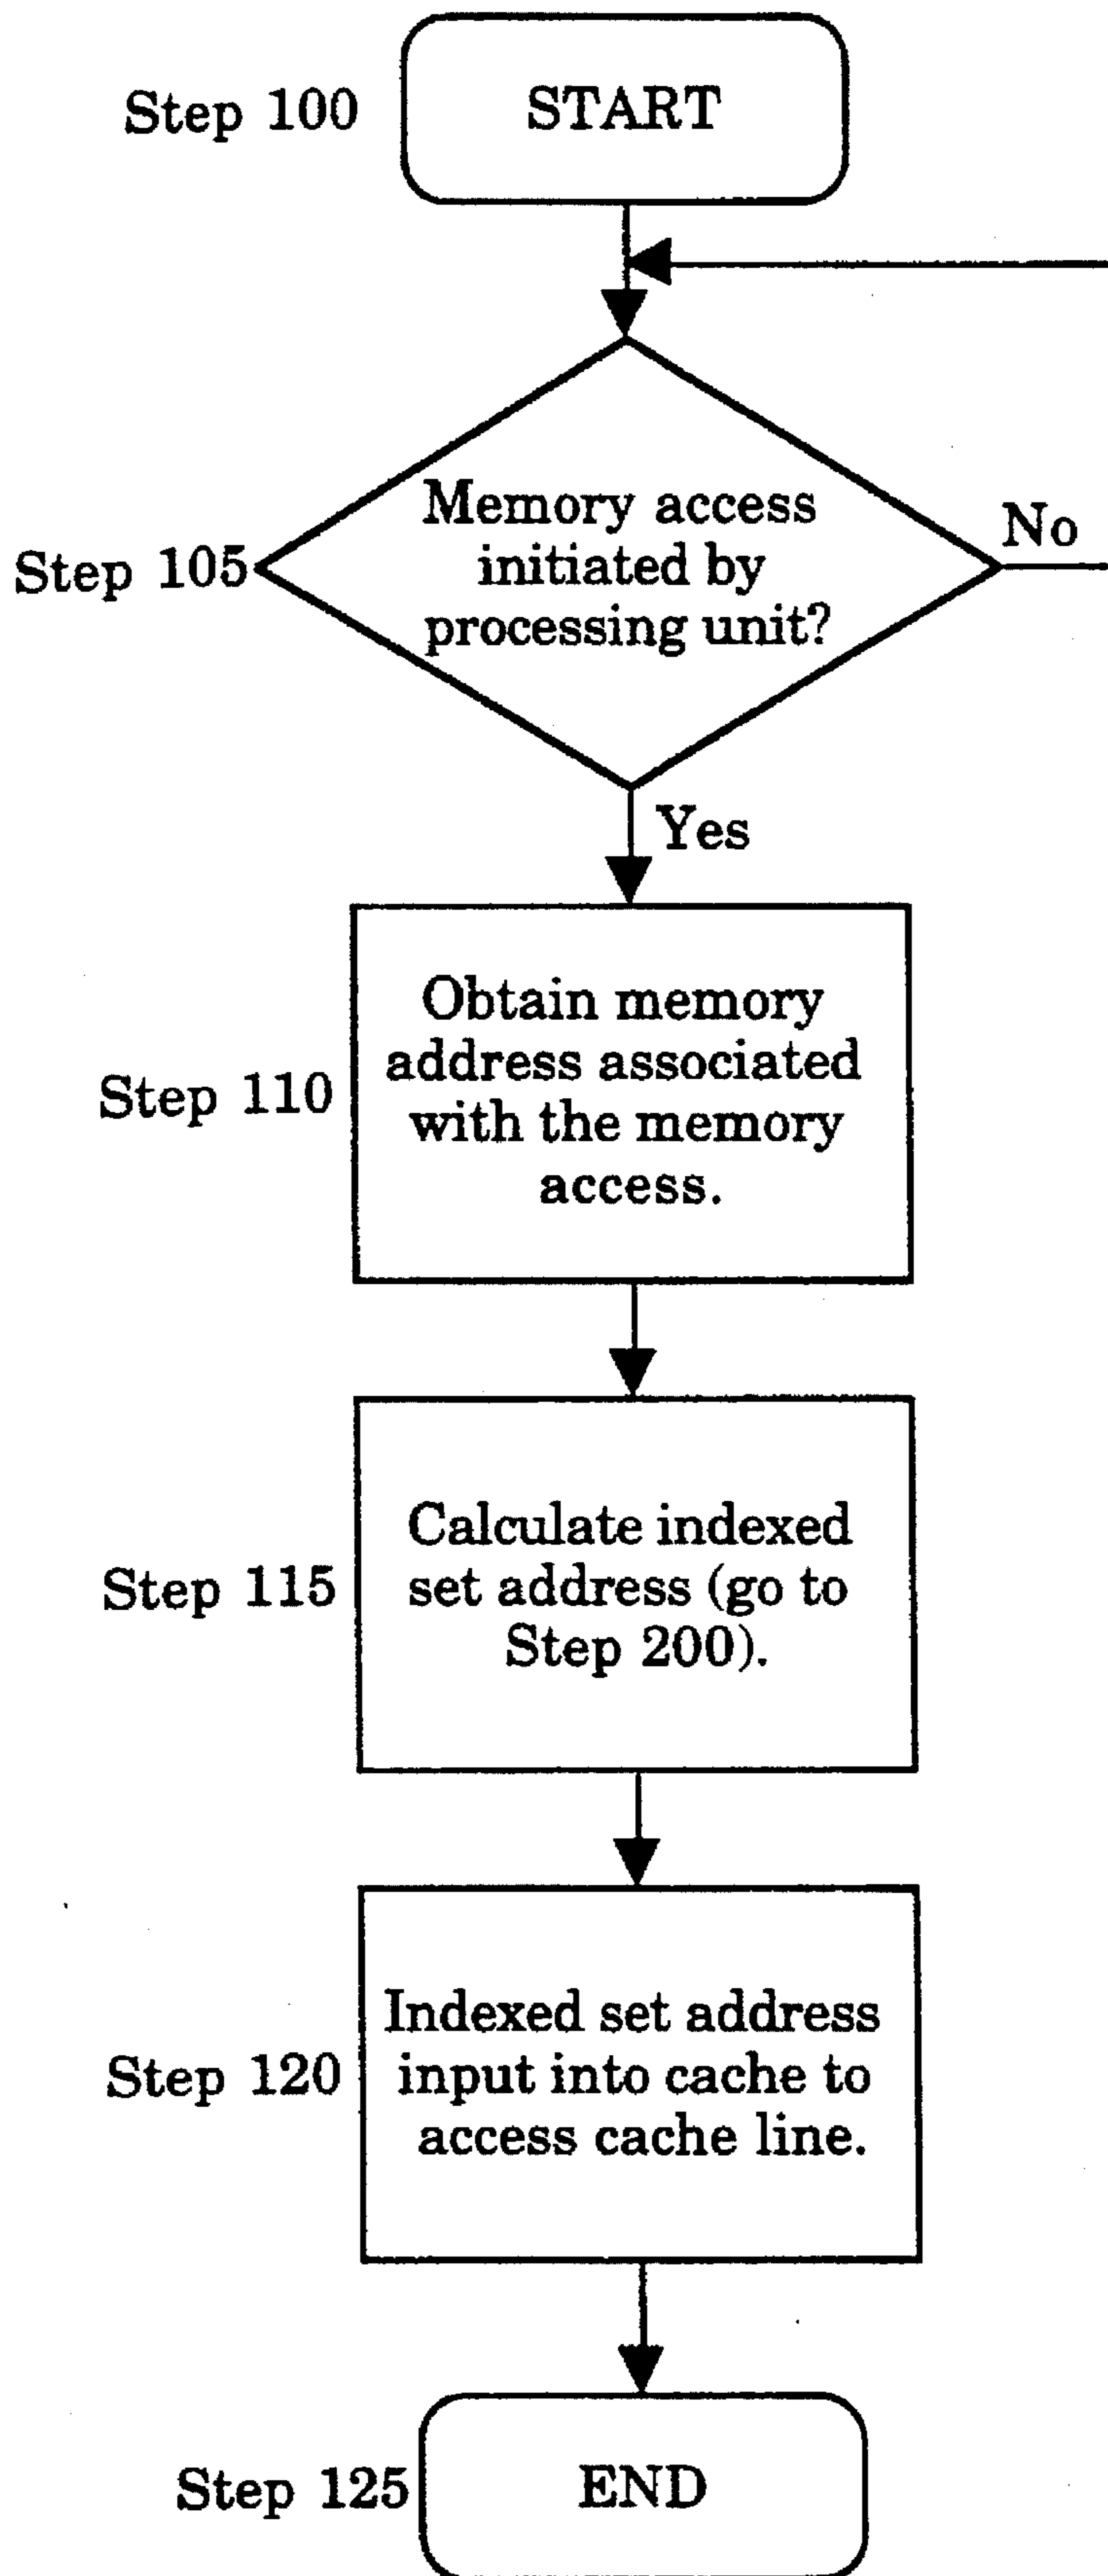 Step 100
START
Memory access
initiated by
processing unit?
Step 105
No
Yes
Obtain memory
address associated
with the memory
access.
Step 110
Calculate indexed
set address (go to
Step 200).
Step 115
Indexed set address
input into cache to
access cache line.
Step 120
Step 125
END